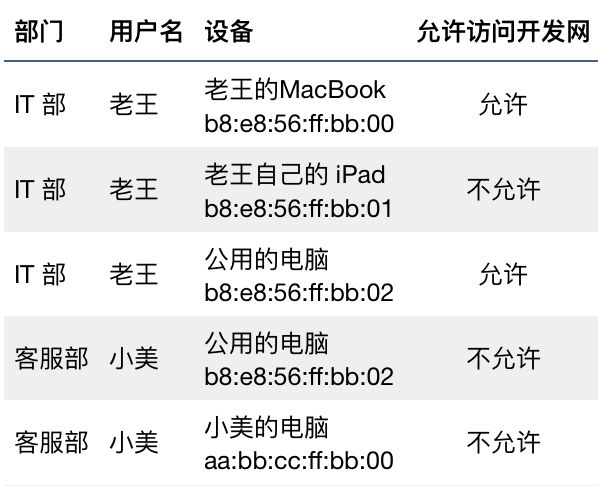 部门 用户名 设备 允许访问开发网
IT 部 老王 老王的MacBook 允许
b8:e8:56:ff:bb:00
IT 部 老王 老王自己的 iPad 不允许
b8:e8:56:ff:bb:01
IT 部 老王 公用的电脑 允许
b8:e8:56:ff:bb:02
客服部 小美 公用的电脑 不允许
b8:e8:56:ff:bb:02
客服部 小美 小美的电脑 不允许
aa:bb:cc:ff:bb:00